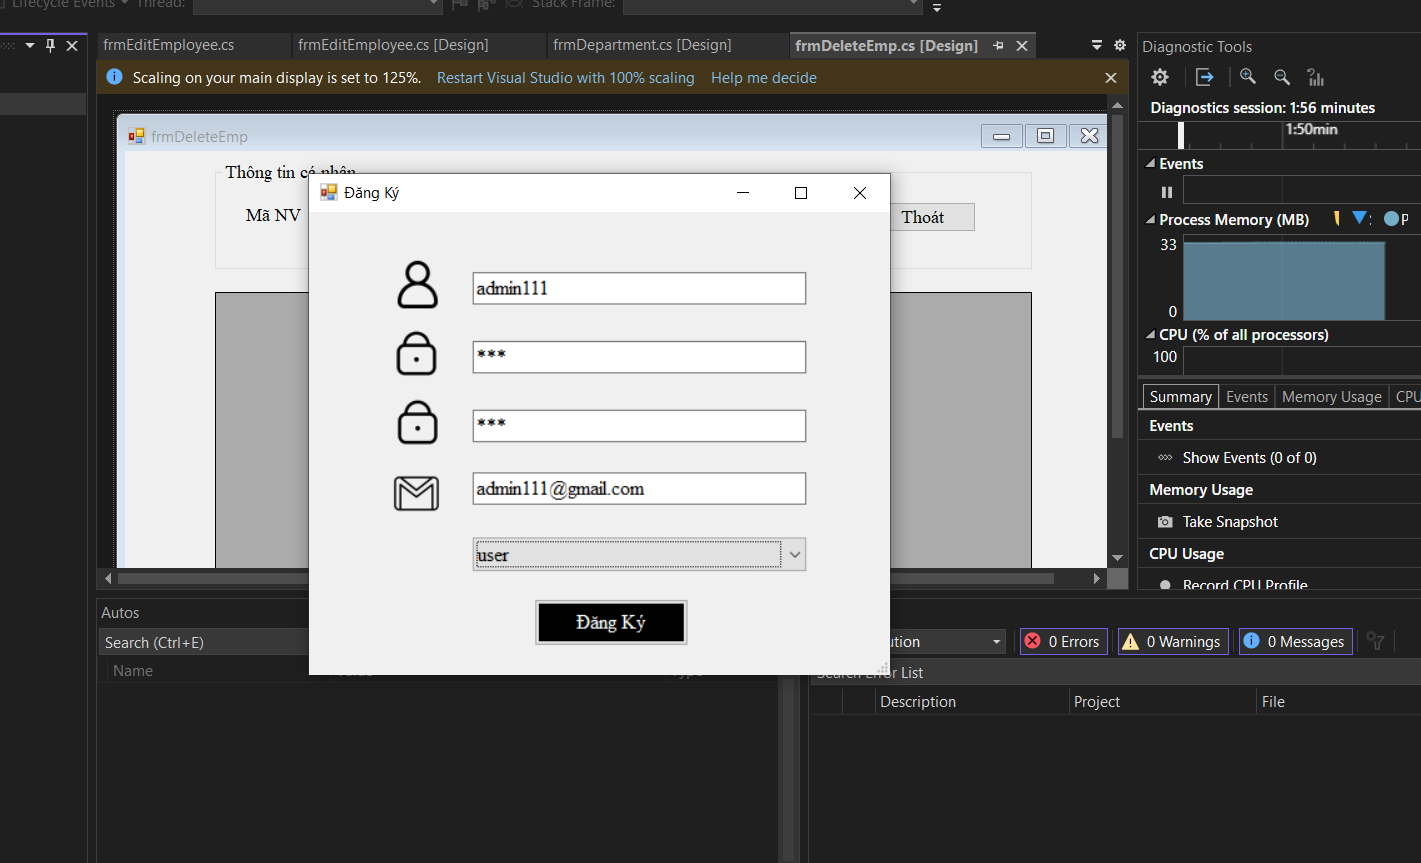 Lifecycle Events Thread: Stack Frame:
frmEditEmployee.cs
frmEditEmployee.cs [Design]
frmDepartment.cs [Design]
frmDeleteEmp.cs [Design]
Scaling on your main display is set to 125%. Restart Visual Studio with 100% scaling Help me decide
frmDeleteEmp
Thông tin cá nhân
Mã NV
Thoát
Đăng Ký
admin111
***
***
admin111@gmail.com
user
Đăng Ký
Autos
Search (Ctrl+E)
Name
0 Errors
0 Warnings
0 Messages
Search Error List
Description
Project
File
Diagnostic Tools
Diagnostics session: 1:56 minutes
1:50min
Events
Process Memory (MB)
P
33
0
CPU (% of all processors)
100
Summary
Events
Memory Usage
CPU
Events
Show Events (0 of 0)
Memory Usage
Take Snapshot
CPU Usage
Record CPU Profile